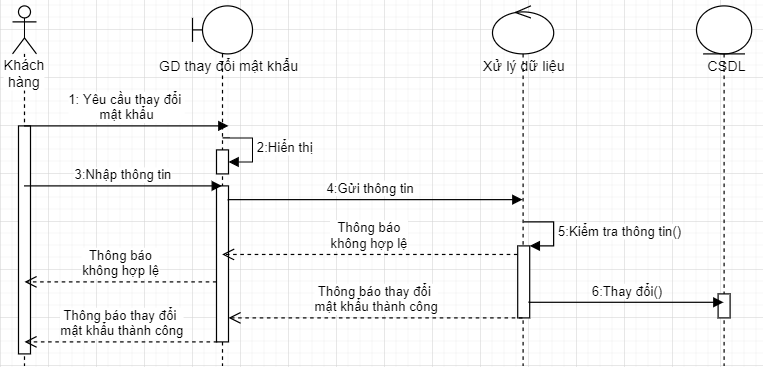 Khách
hàng
GD thay đổi mật khẩu
Xử lý dữ liệu
CSDL
1: Yêu cầu thay đổi
mật khẩu
2:Hiển thị
3:Nhập thông tin
4:Gửi thông tin
5:Kiểm tra thông tin()
Thông báo
không hợp lệ
Thông báo
không hợp lệ
6:Thay đổi()
Thông báo thay đổi
mật khẩu thành công
Thông báo thay đổi
mật khẩu thành công